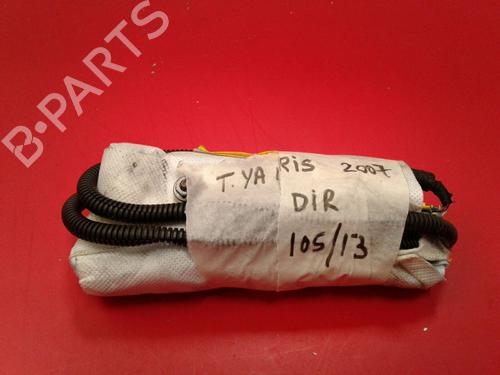 B-PARTS
T. YARIS 2007
DIR
105/13